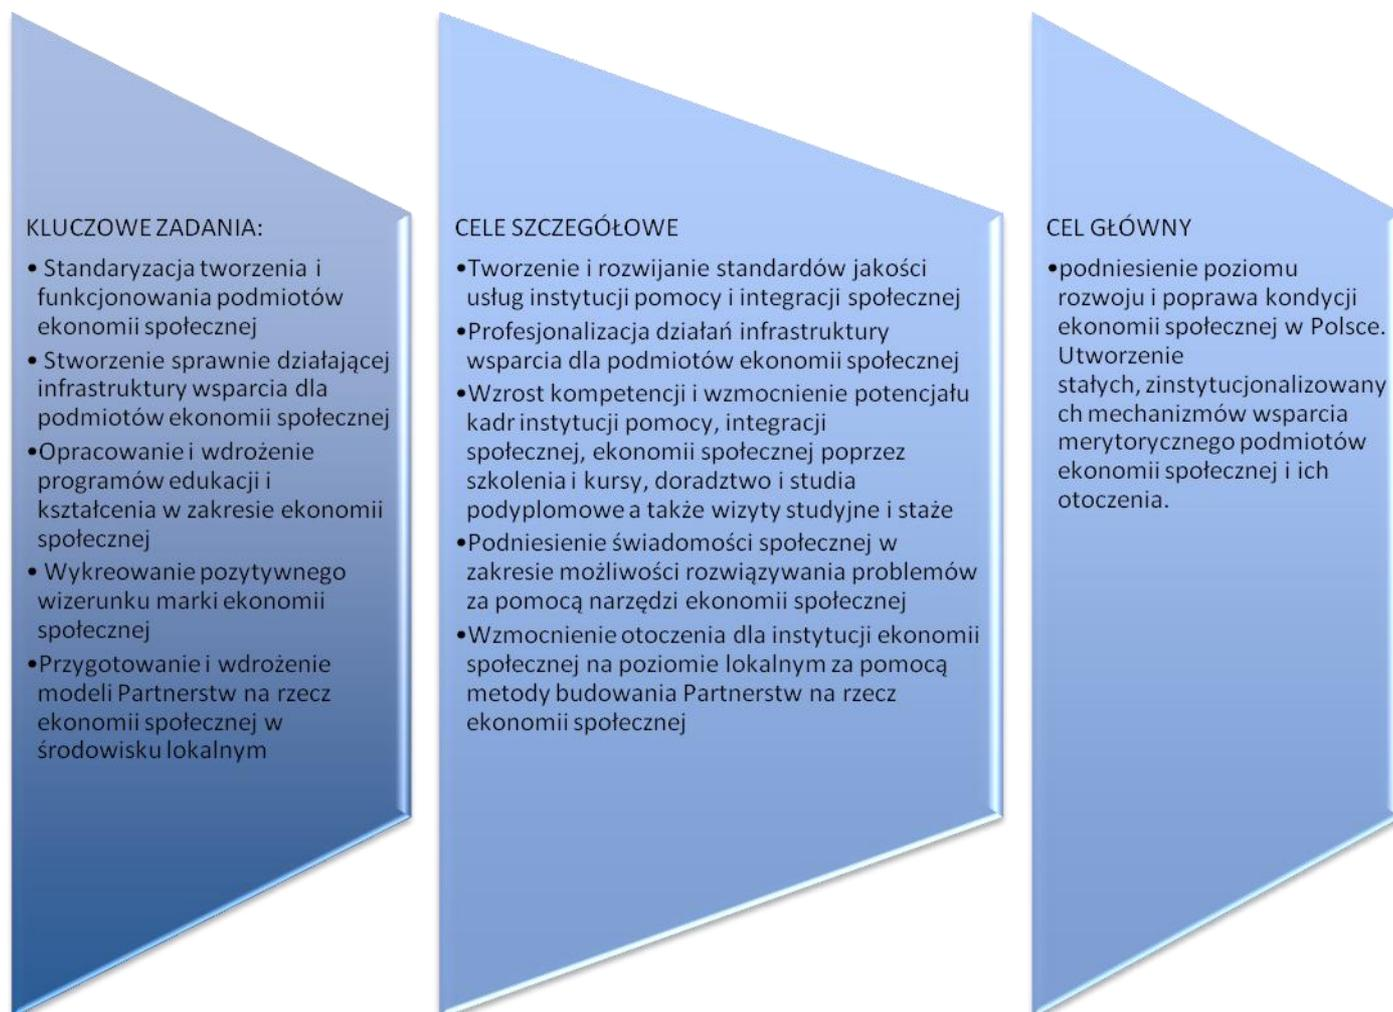 KLUCZOWE ZADANIA:
• Standaryzacja tworzenia i
funkcjonowania podmiotów
ekonomii społecznej
• Stworzenie sprawnie działającej
infrastruktury wsparcia dla
podmiotów ekonomii społecznej
•Opracowanie i wdrożenie
programów edukacji i
kształcenia w zakresie ekonomii
społecznej
• Wykreowanie pozytywnego
wizerunku marki ekonomii
społecznej
•Przygotowanie i wdrożenie
modeli Partnerstw na rzecz
ekonomii społecznej w
środowisku lokalnym
CELE SZCZEGÓŁOWE
•Tworzenie i rozwijanie standardów jakości
usług instytucji pomocy i integracji społecznej
•Profesjonalizacja działań infrastruktury
wsparcia dla podmiotów ekonomii społecznej
•Wzrost kompetencji i wzmocnienie potencjału
kadr instytucji pomocy, integracji
społecznej, ekonomii społecznej poprzez
szkolenia i kursy, doradztwo i studia
podyplomowe a także wizyty studyjne i staże
•Podniesienie świadomości społecznej w
zakresie możliwości rozwiązywania problemów
za pomocą narzędzi ekonomii społecznej
•Wzmocnienie otoczenia dla instytucji ekonomii
społecznej na poziomie lokalnym za pomocą
metody budowania Partnerstw na rzecz
ekonomii społecznej
CEL GŁÓWNY
•podniesienie poziomu
rozwoju i poprawa kondycji
ekonomii społecznej w Polsce.
Utworzenie
stałych, zinstytucjonalizowany
ch mechanizmów wsparcia
merytorycznego podmiotów
ekonomii społecznej i ich
otoczenia.